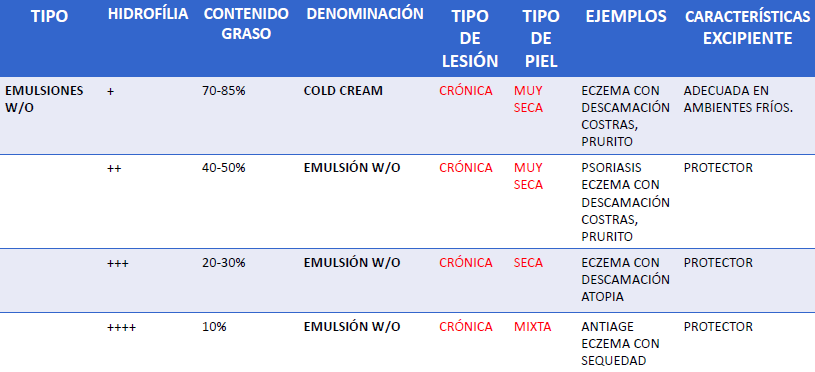 TIPO HIDROFÍLIA CONTENIDO GRASO DENOMINACIÓN TIPO DE LESIÓN TIPO DE PIEL EJEMPLOS CARACTERÍSTICAS EXCIPIENTE
EMULSIONES W/O + 70-85% COLD CREAM CRÓNICA MUY SECA ECZEMA CON DESCAMACIÓN COSTRAS, PRURITO ADECUADA EN AMBIENTES FRÍOS.
++ 40-50% EMULSIÓN W/O CRÓNICA MUY SECA PSORIASIS ECZEMA CON DESCAMACIÓN COSTRAS, PRURITO PROTECTOR
+++ 20-30% EMULSIÓN W/O CRÓNICA SECA ECZEMA CON DESCAMACIÓN ATOPIA PROTECTOR
++++ 10% EMULSIÓN W/O CRÓNICA MIXTA ANTIAGE ECZEMA CON SEQUEDAD PROTECTOR